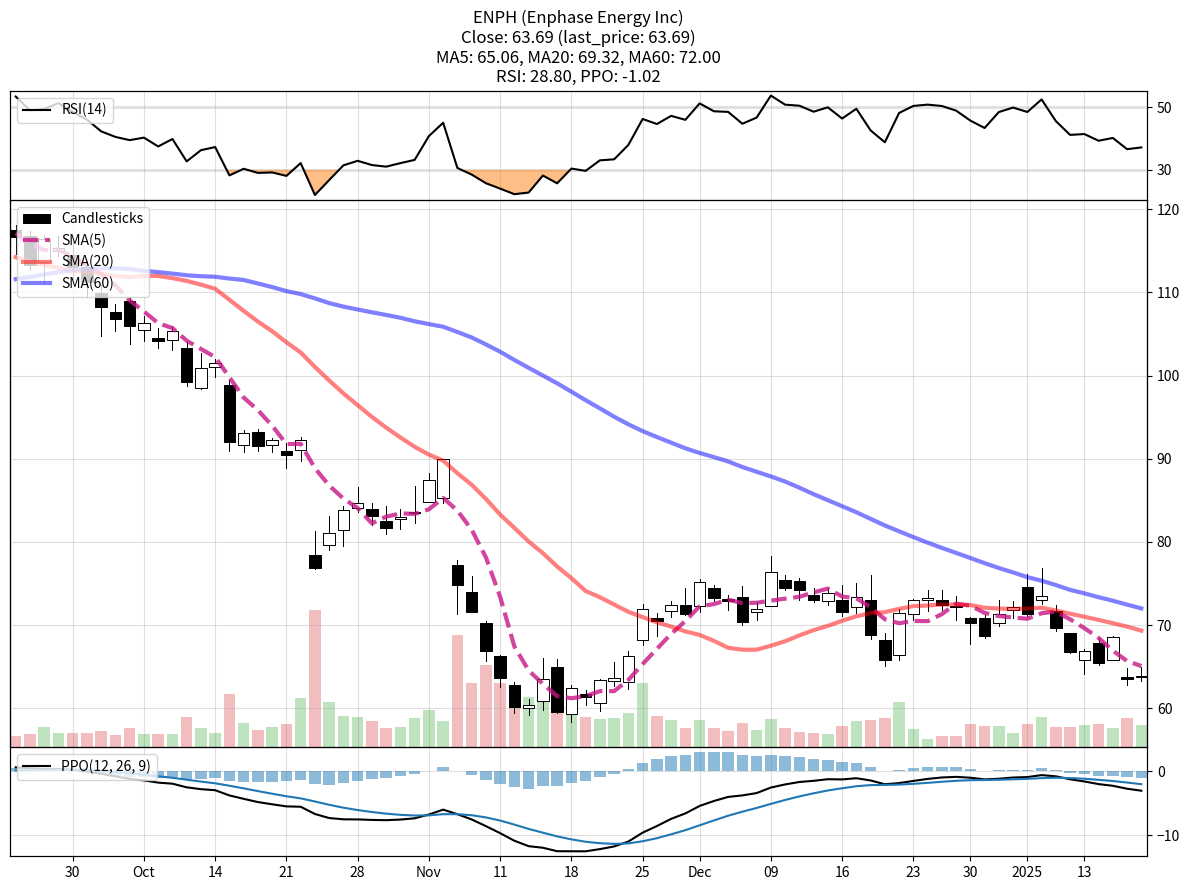 ENPH (Enphase Energy Inc)
Close: 63.69 (last_price: 63.69)
MA5: 65.06, MA20: 69.32, MA60: 72.00
RSI: 28.80, PPO: -1.02
RSI(14)
50
30
Candlesticks
SMA(5)
SMA(20)
SMA(60)
120
110
100
90
80
70
60
PPO(12, 26, 9)
0
−10
30 Oct 14 21 28 Nov 11 18 25 Dec 09 16 23 30 2025 13